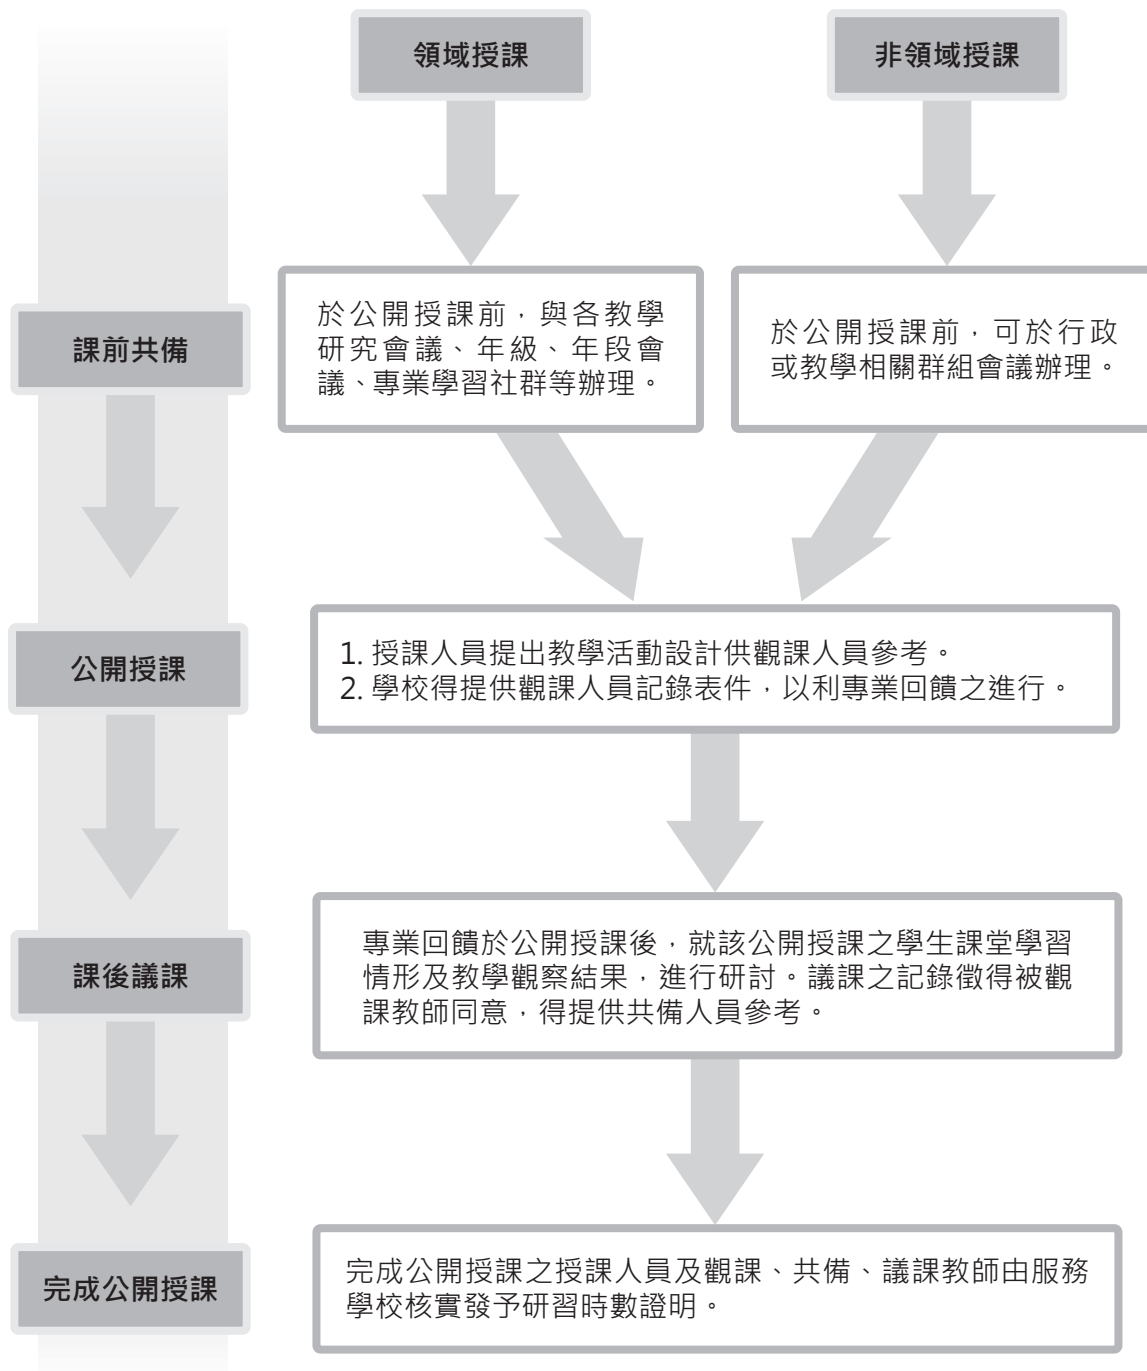 領域授課
非領域授課
課前共備
於公開授課前，與各教學
研究會議、年級、年段會
議、專業學習社群等辦理。
於公開授課前，可於行政
或教學相關群組會議辦理。
公開授課
1. 授課人員提出教學活動設計供觀課人員參考。
2. 學校得提供觀課人員記錄表件，以利專業回饋之進行。
課後議課
專業回饋於公開授課後，就該公開授課之學生課堂學習
情形及教學觀察結果，進行研討。議課之記錄徵得被觀
課教師同意，得提供共備人員參考。
完成公開授課
完成公開授課之授課人員及觀課、共備、議課教師由服務
學校核實發予研習時數證明。